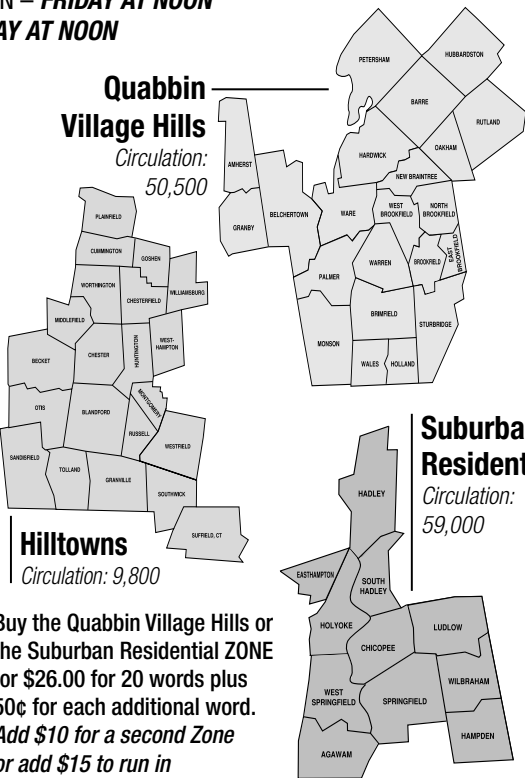 N – FRIDAY AT NOON
AY AT NOON
Quabbin
Village Hills
Circulation:
50,500
PETERSHAM
HUBBARDSTON
BARRE
RUTLAND
HARDWICK
OAKHAM
NEW BRAINTREE
AMHERST
GRANBY
BELCHERTOWN
WARE
WEST
BROOKFIELD
NORTH
BROOKFIELD
EAST
BROOKFIELD
BROOKFIELD
WARREN
PALMER
BRIMFIELD
STURBRIDGE
MONSON
WALES
HOLLAND
PLAINFIELD
CUMMINGTON
GOSHEN
WORTHINGTON
CHESTERFIELD
WILLIAMSBURG
MIDDLEFIELD
CHESTER
HUNTINGTON
WEST-
HAMPTON
BECKET
MONTGOMERY
OTIS
BLANDFORD
RUSSELL
WESTFIELD
SANDISFIELD
TOLLAND
GRANVILLE
SOUTHWICK
SUFFIELD, CT
Hilltowns
Circulation: 9,800
Suburba
Resident
Circulation:
59,000
HADLEY
EASTHAMPTON
SOUTH
HADLEY
HOLYOKE
CHICOPEE
LUDLOW
WEST
SPRINGFIELD
SPRINGFIELD
WILBRAHAM
AGAWAM
HAMPDEN
Buy the Quabbin Village Hills or
the Suburban Residential ZONE
for $26.00 for 20 words plus
50¢ for each additional word.
Add $10 for a second Zone
or add $15 to run in